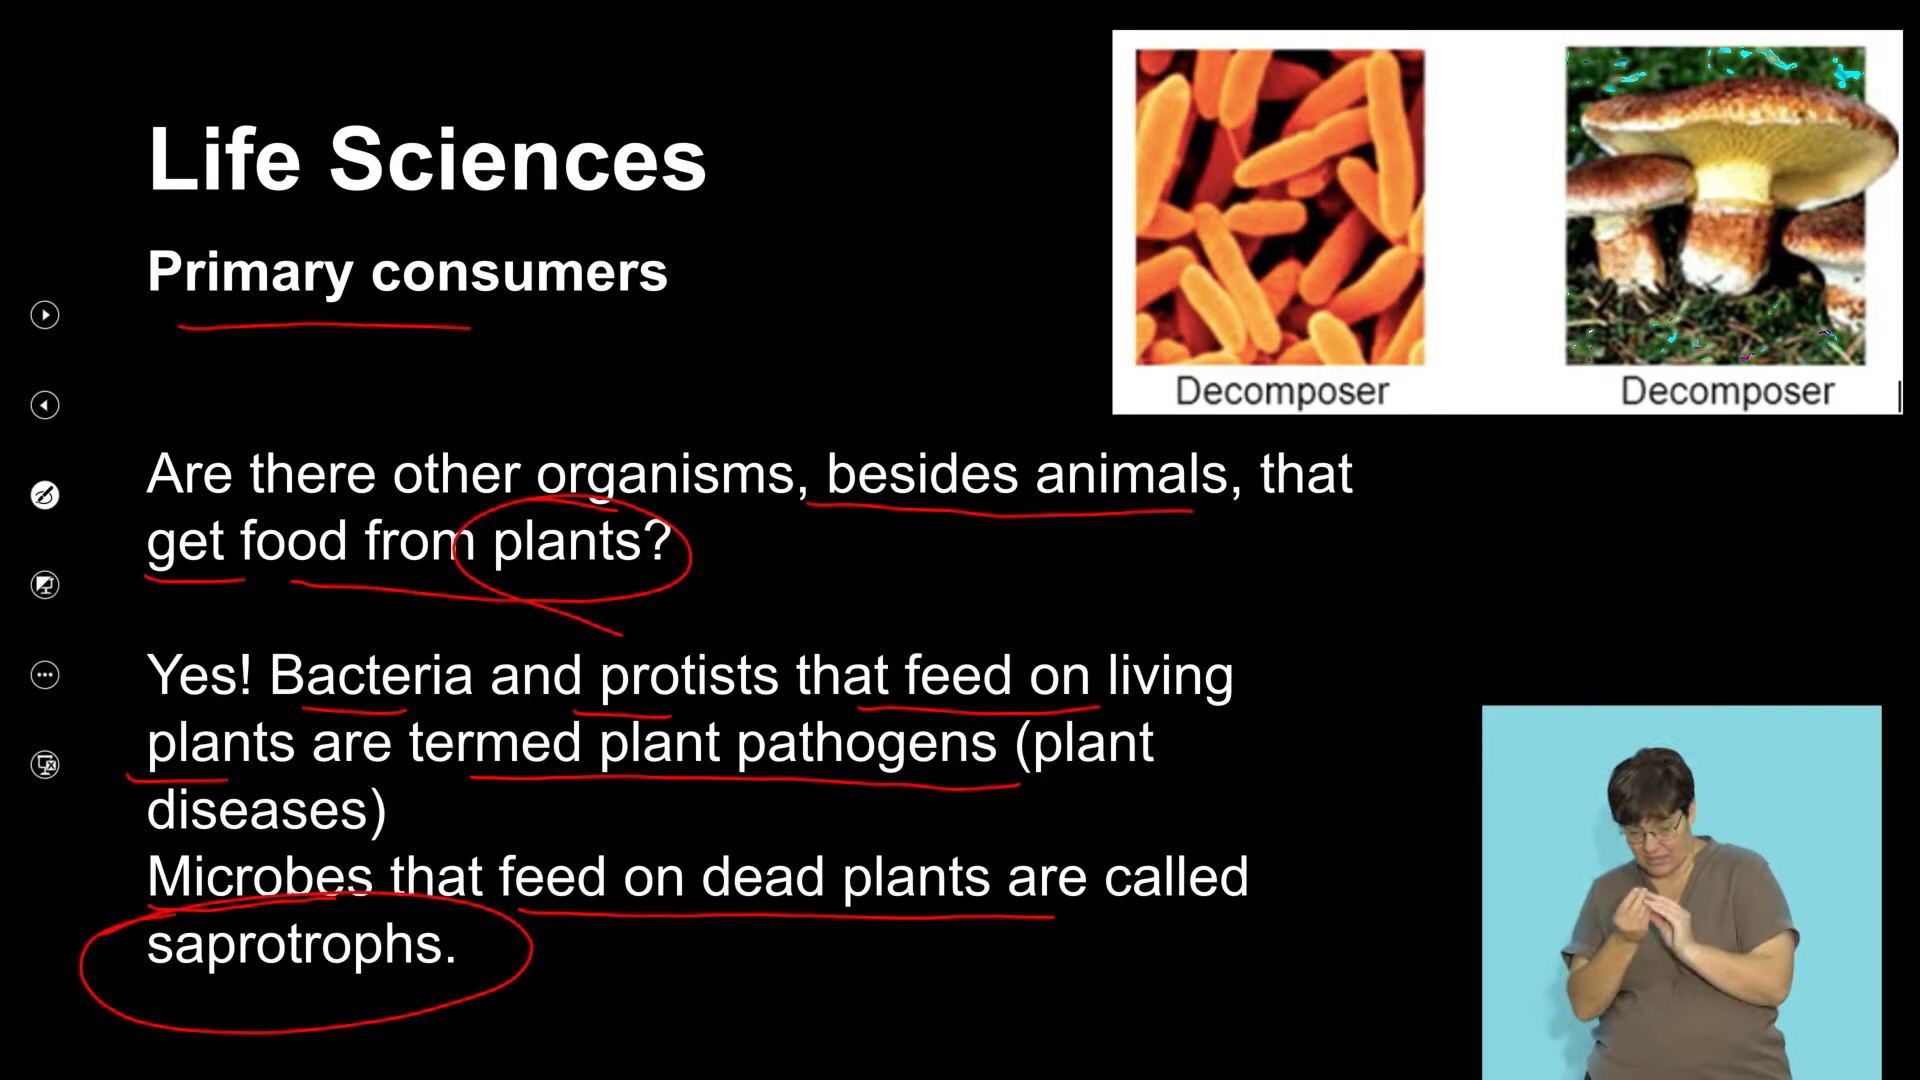 Life Sciences
Primary consumers
Decomposer
Decomposer
Are there other organisms, besides animals, that
get food from plants?
Yes! Bacteria and protists that feed on living
plants are termed plant pathogens (plant
diseases)
Microbes that feed on dead plants are called
saprotrophs.